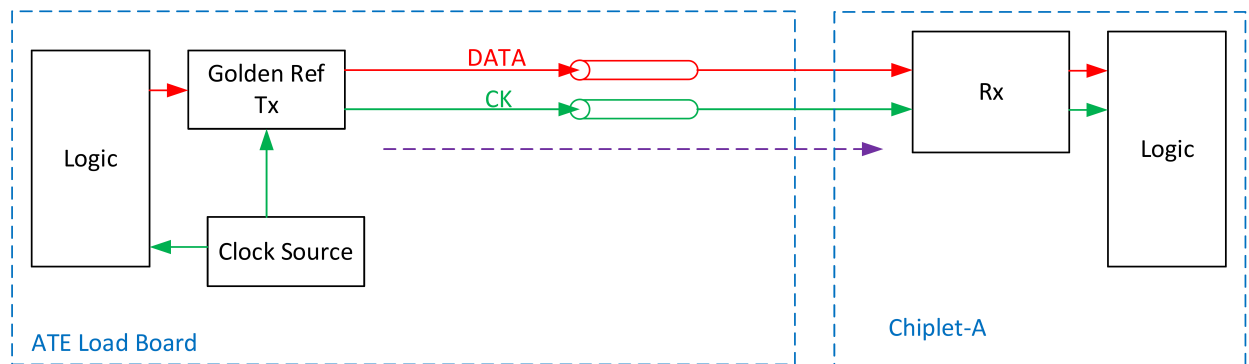 DATA
Golden Ref
Tx
CK
Rx
Logic
Logic
Clock Source
ATE Load Board
Chiplet-A